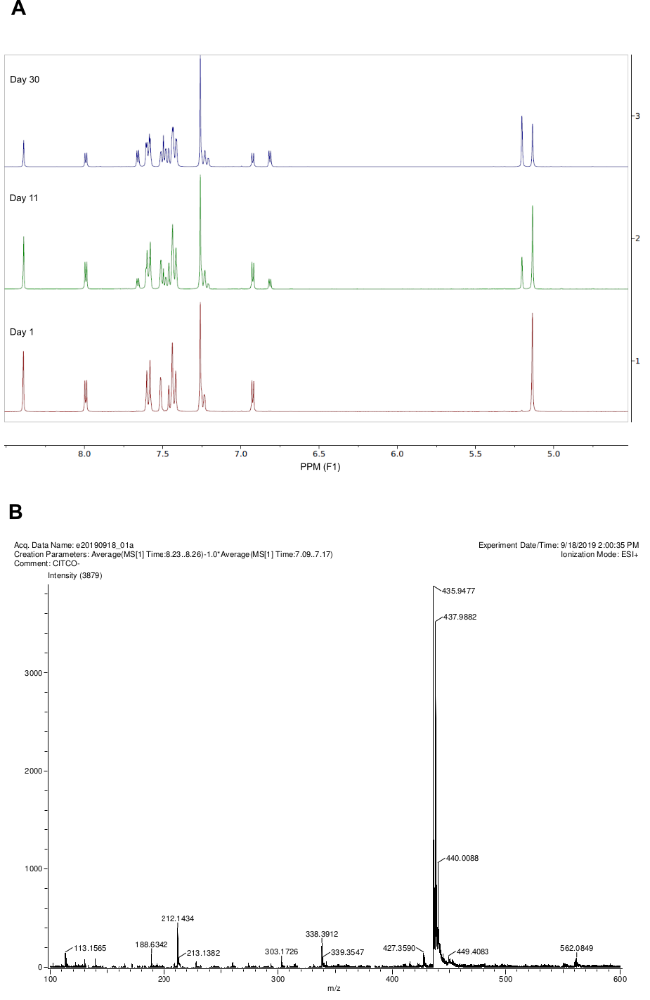 A
Day 30
3
Day 11
2
Day 1
1
8.0 7.5 7.0 6.5 6.0 5.5 5.0
PPM (F1)
B
Acq. Data Name: e20190918_01a Experiment Date/Time: 9/18/2019 2:00:35 PM
Creation Parameters: Average(MS[1] Time:8.23..8.26)-1.0*Average(MS[1] Time:7.09..7.17) Ionization Mode: ESI+
Comment: CITCO-
Intensity (3879)
435.9477
437.9882
3000
2000
1000
440.0088
212.1434
338.3912
188.6342
113.1565
213.1382
303.1726
339.3547
427.3590
449.4083
562.0849
0
100 200 300 400 500 600
m/z